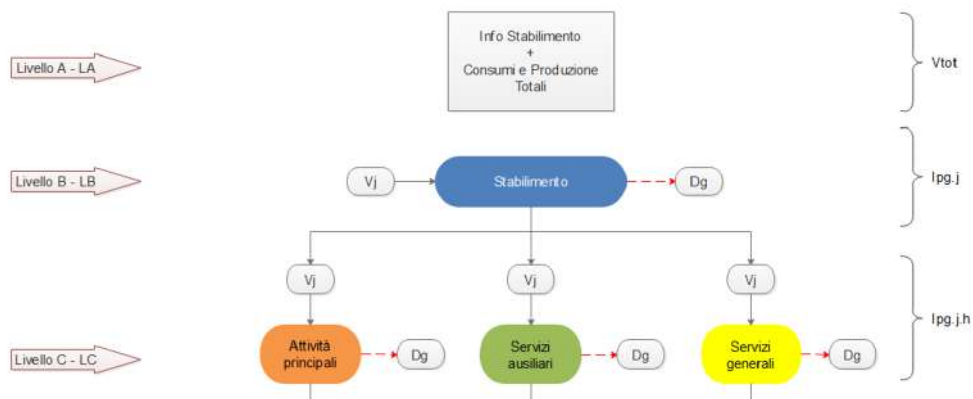 Info Stabilimento
+
Consumi e Produzione
Totali
Livello A - LA
Vtot
Livello B - LB
Vj
Stabilimento
Dg
Ipg.j
Vj
Vj
Vj
Ipg.j.h
Livello C - LC
Attività
principali
Dg
Servizi
ausiliari
Dg
Servizi
generali
Dg